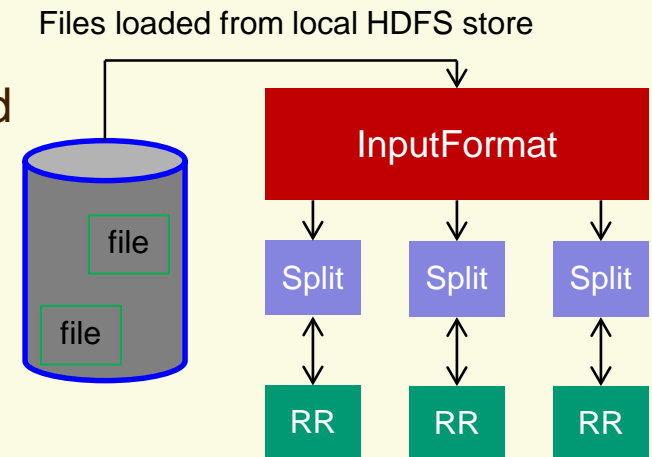 Files loaded from local HDFS store
d
InputFormat
file
Split Split Split
file
RR RR RR